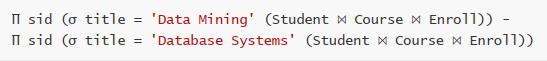 Π sid (σ title = 'Data Mining' (Student ⋈ Course ⋈ Enroll)) -
Π sid (σ title = 'Database Systems' (Student ⋈ Course ⋈ Enroll))